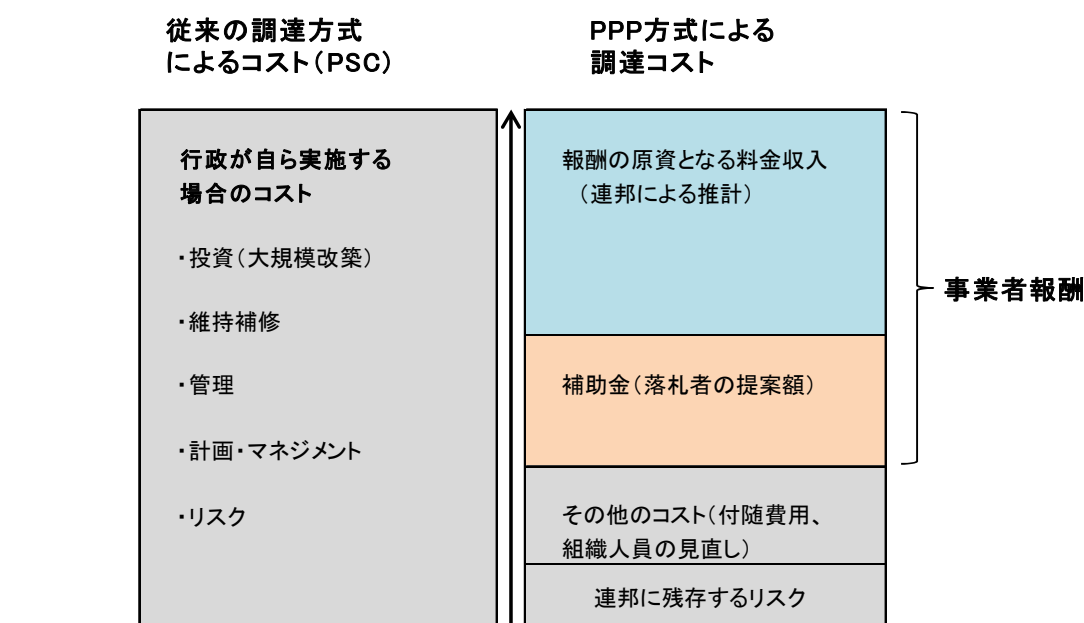 従来の調達方式
によるコスト（PSC）
PPP方式による
調達コスト
行政が自ら実施する
場合のコスト
・投資（大規模改築）
・維持補修
・管理
・計画・マネジメント
・リスク
報酬の原資となる料金収入
（連邦による推計）
補助金（落札者の提案額）
その他のコスト（付随費用、
組織人員の見直し）
連邦に残存するリスク
事業者報酬